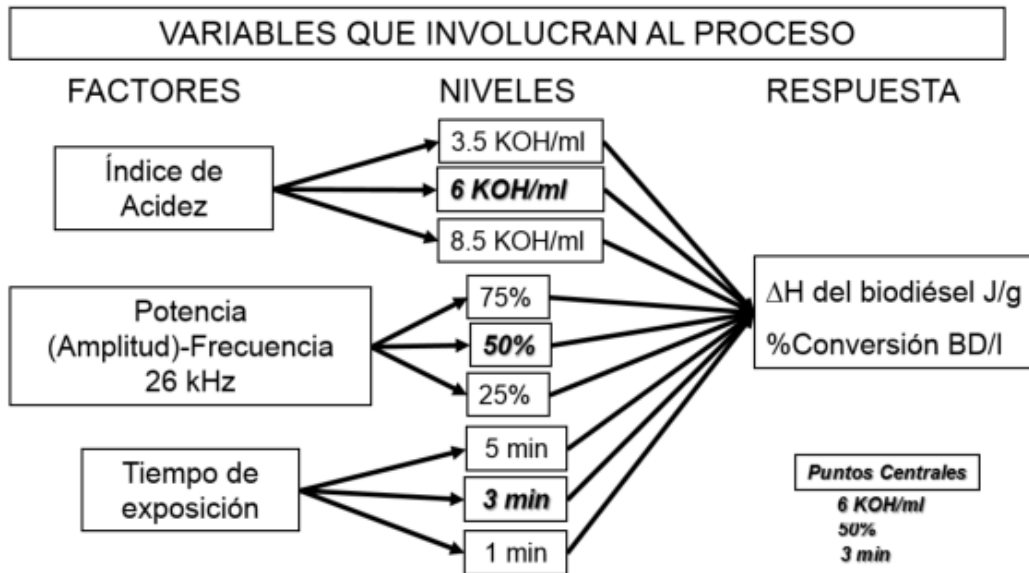 VARIABLES QUE INVOLUCRAN AL PROCESO
FACTORES
NIVELES
RESPUESTA
Índice de
Acidez
3.5 KOH/ml
6 KOH/ml
8.5 KOH/ml
Potencia
(Amplitud)-Frecuencia
26 kHz
75%
50%
25%
Tiempo de
exposición
5 min
3 min
1 min
ΔH del biodiésel J/g
%Conversión BD/l
Puntos Centrales
6 KOH/ml
50%
3 min